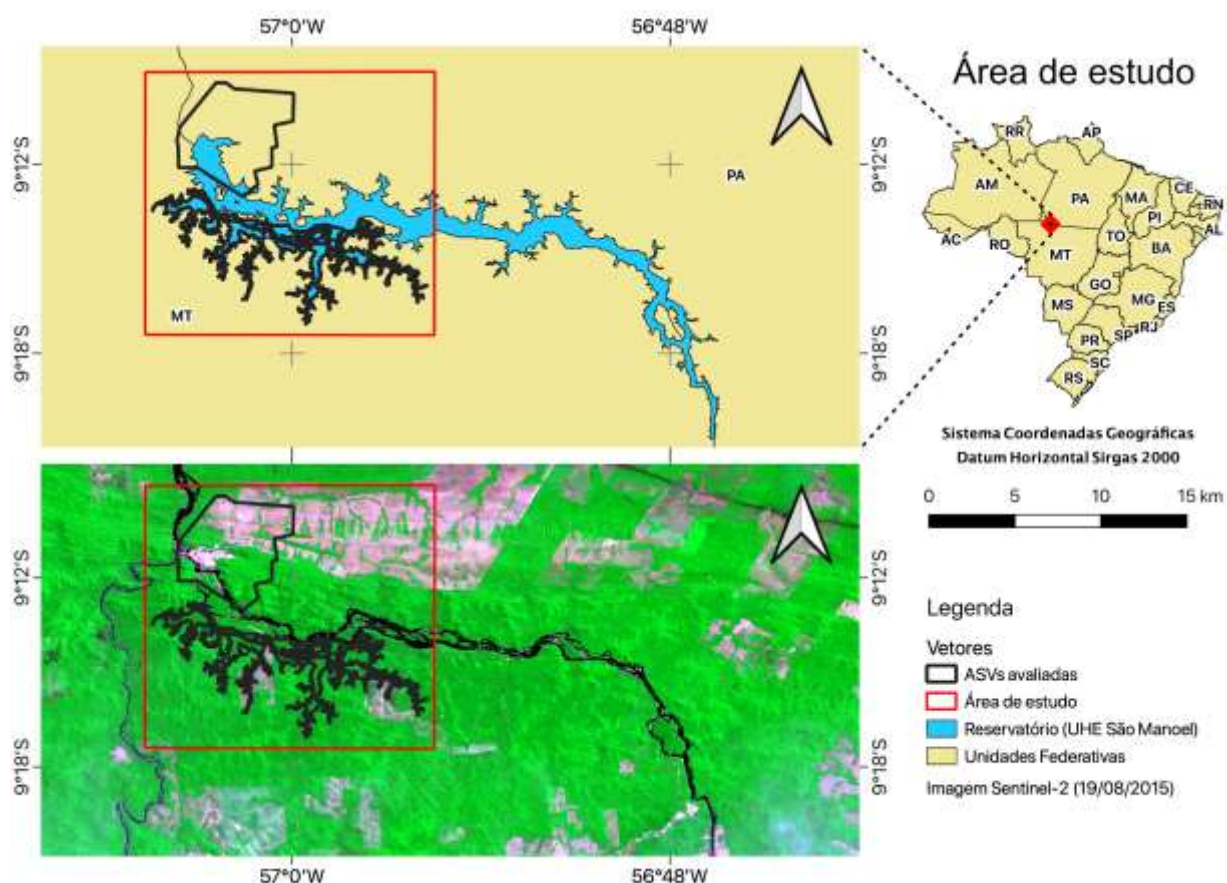 57°0'W
56°48'W
9°12'S
9°18'S
PA
MT
9°12'S
9°18'S
Área de estudo
RR
AP
AM
PA
MA
CE
RN
PI
AL
AC
RO
TO
MT
BA
GO
MS
MG
ES
SP
RJ
PR
SC
RS
Sistema Coordenadas Geográficas
Datum Horizontal Sirgas 2000
0 5 10 15 km
9°12'S
9°18'S
9°12'S
9°18'S
57°0'W
56°48'W
Legenda
Vetores
ASVs avaliadas
Área de estudo
Reservatório (UHE São Manoel)
Unidades Federativas
Imagem Sentinel-2 (19/08/2015)